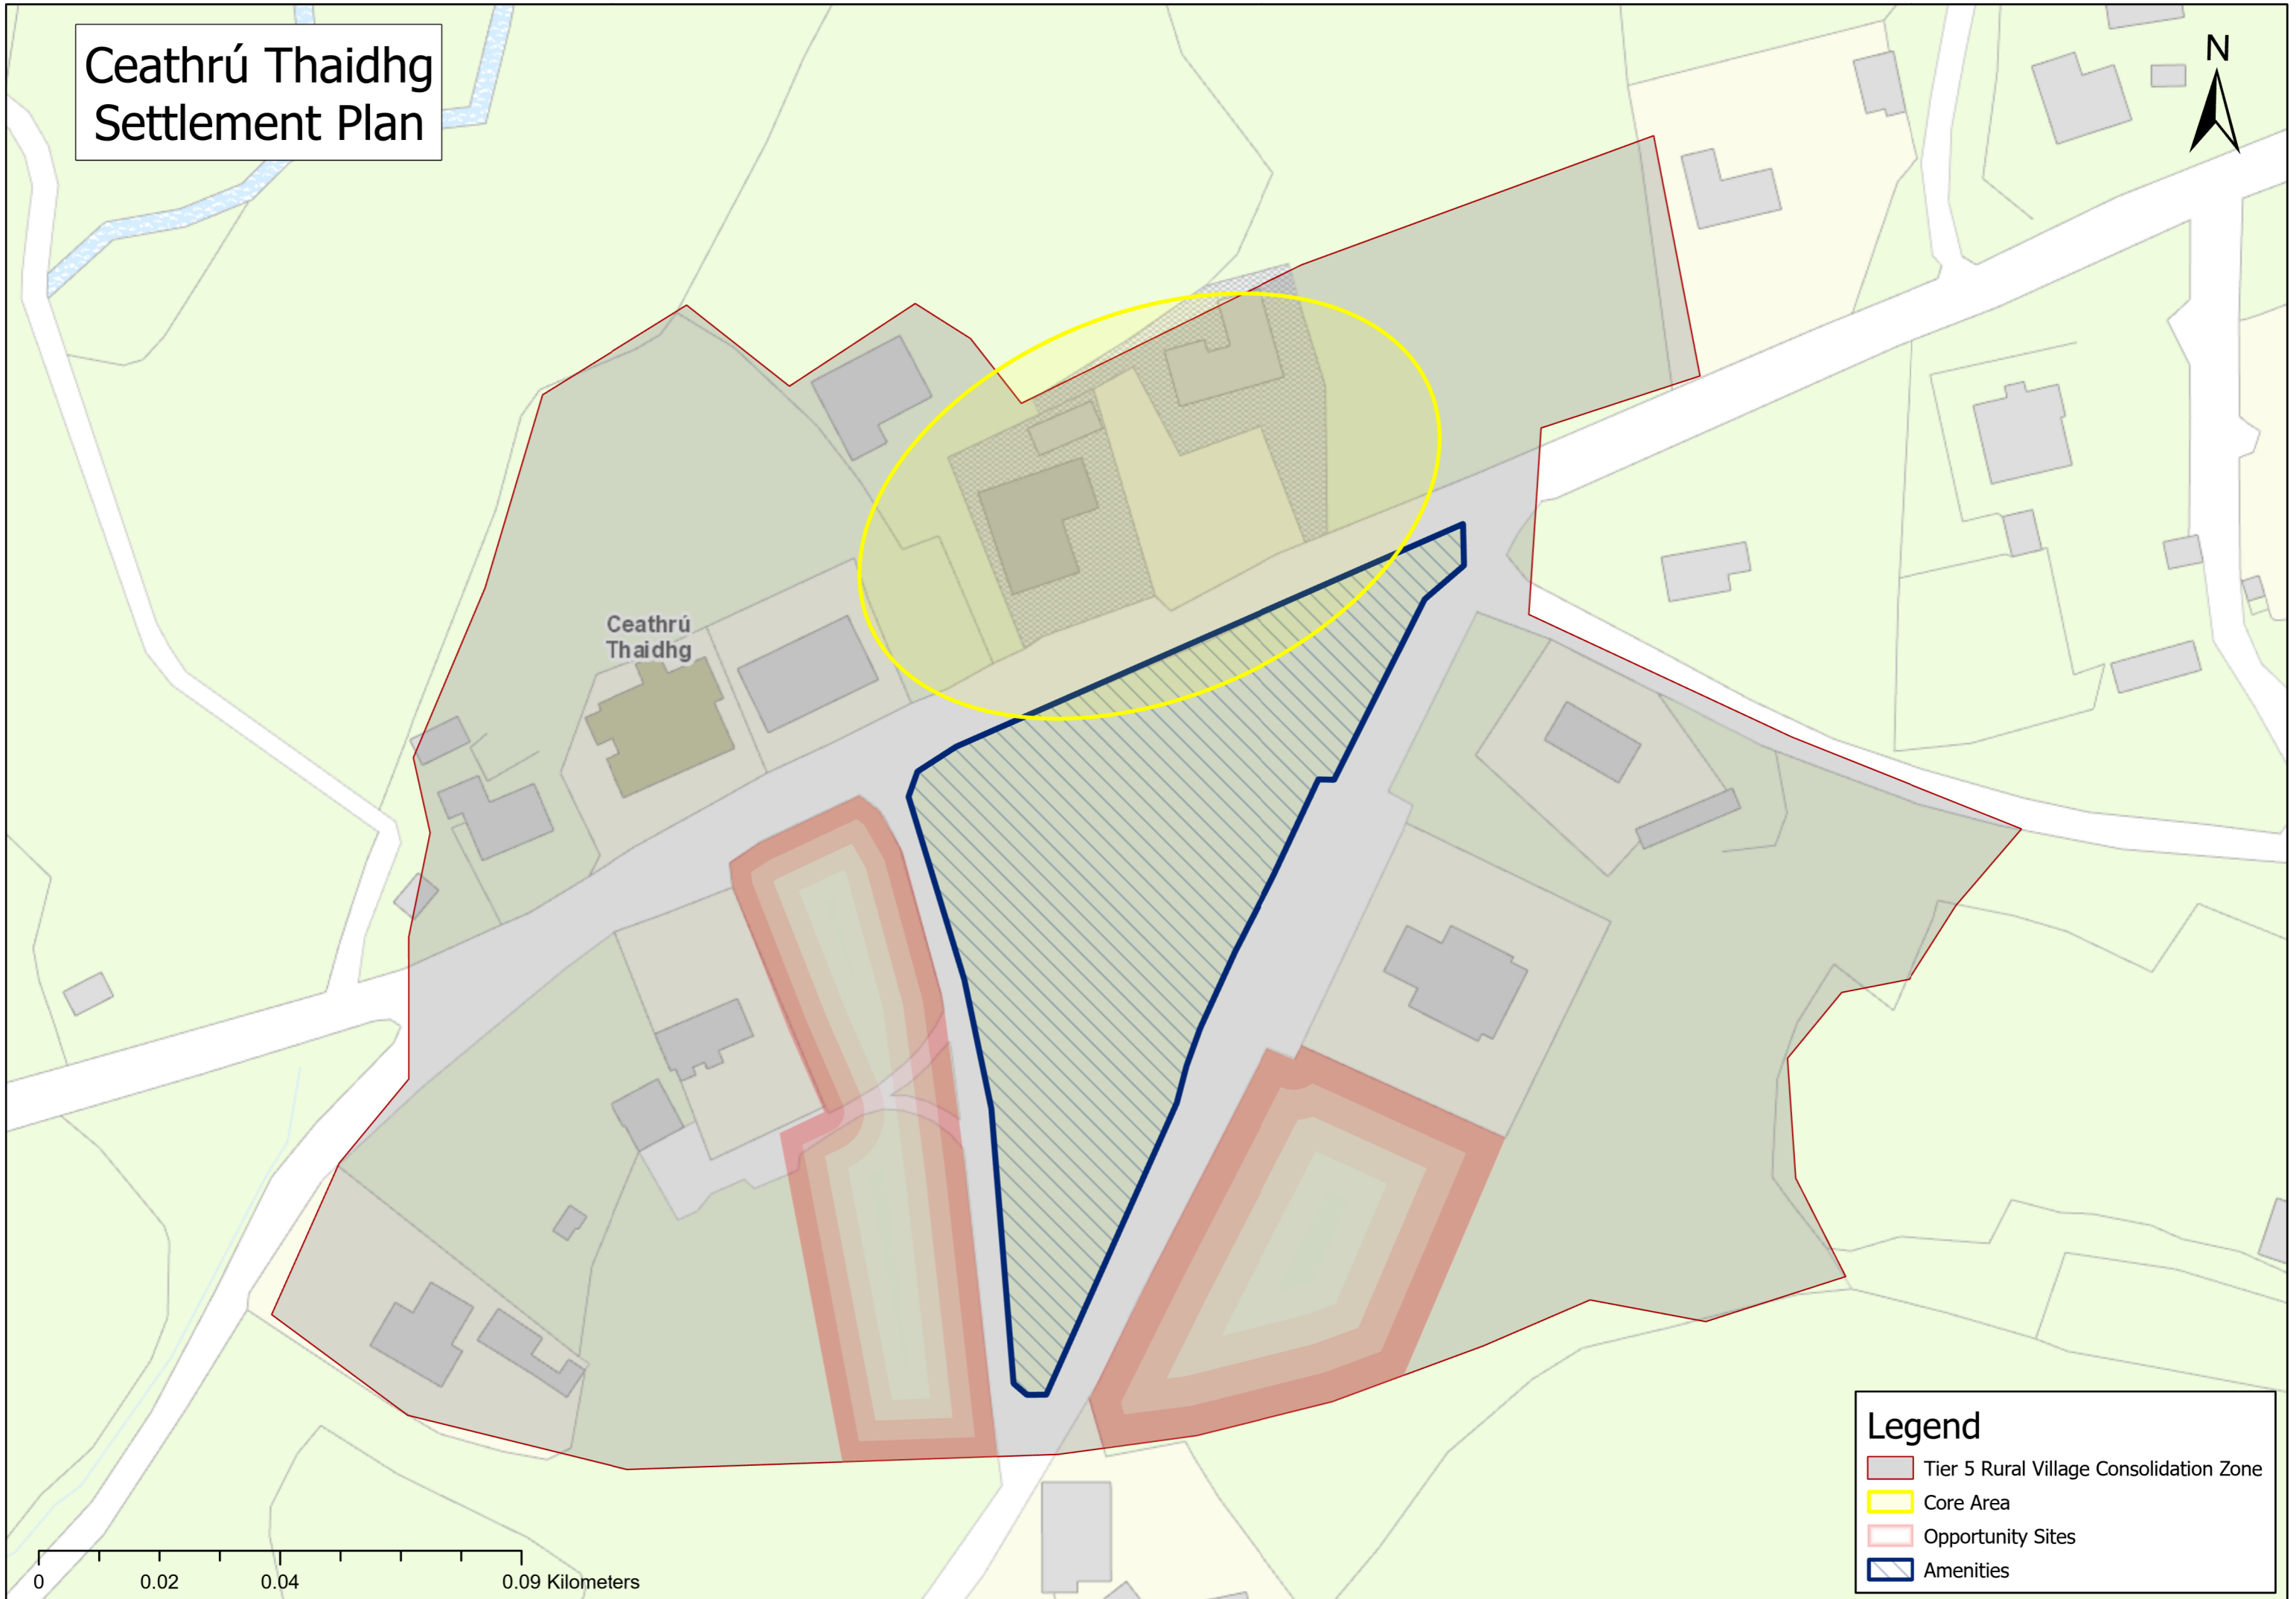 Ceathrú Thaidhg
Settlement Plan
N
Ceathrú
Thaidhg
Legend
Tier 5 Rural Village Consolidation Zone
Core Area
Opportunity Sites
Amenities
0 0.02 0.04 0.09 Kilometers